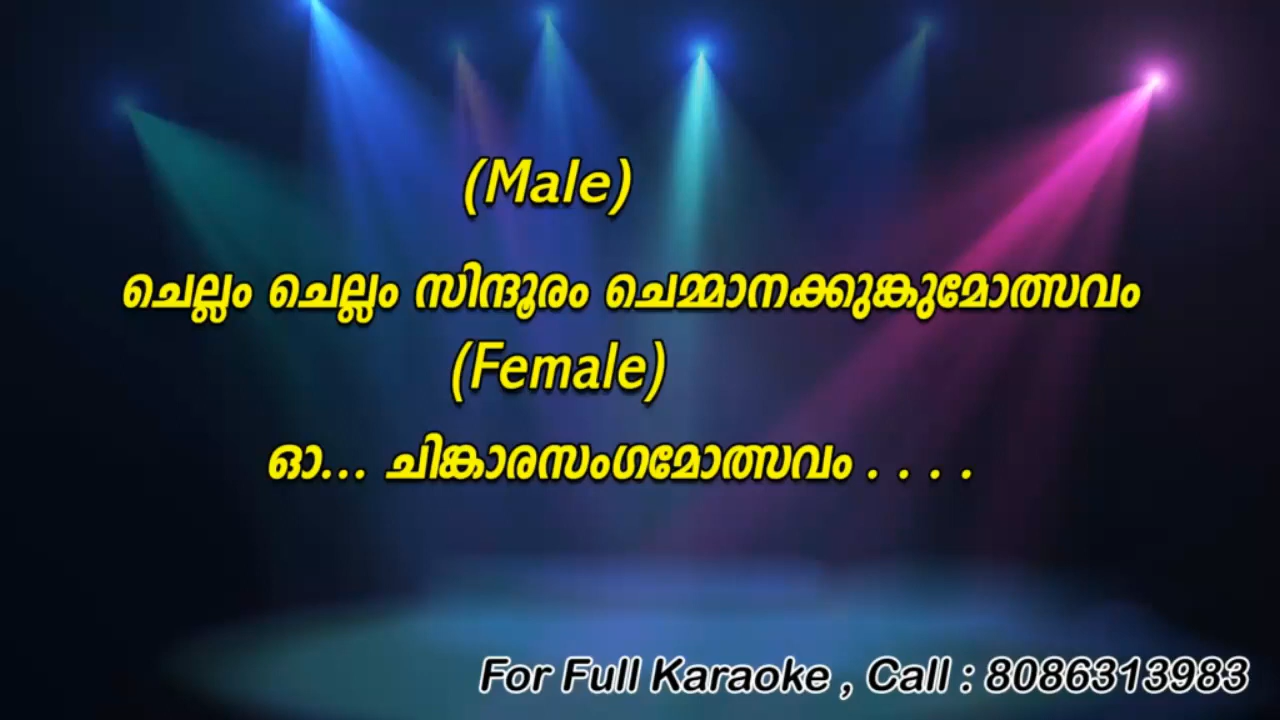 (Male)
ചെല്ലം ചെല്ലം സിന്ദൂരം ചെമ്മാനക്കുങ്കുമോത്സവം
(Female)
ഓ... ചിങ്കാരസംഗമോത്സവം . . . .
For Full Karaoke , Call : 8086313983